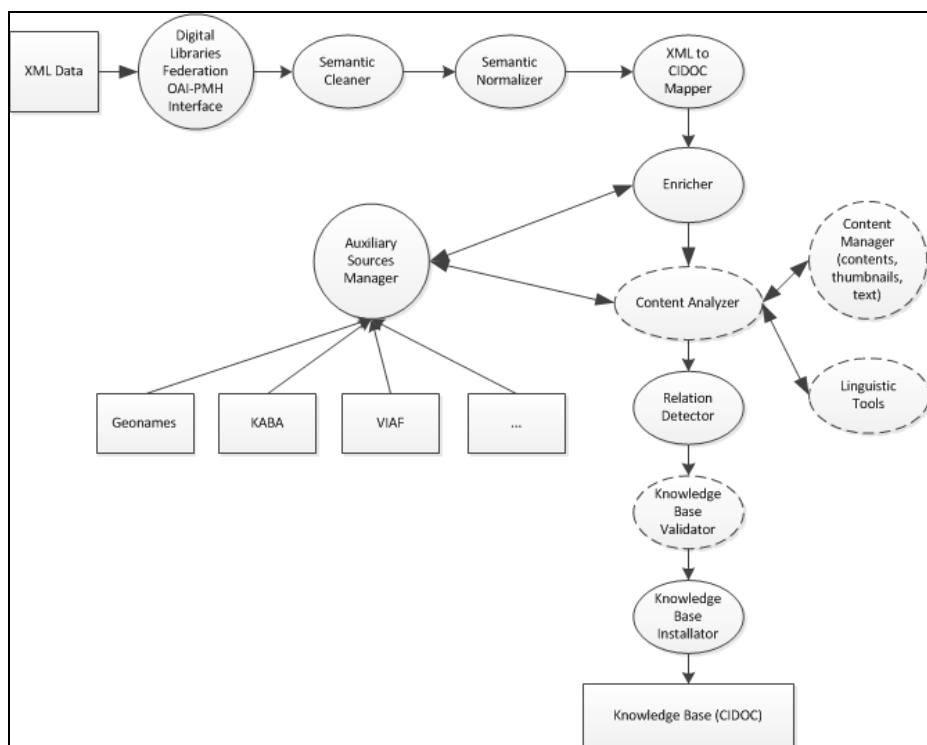 XML Data
Digital
Libraries
Federation
OAI-PMH
Interface
Semantic
Cleaner
Semantic
Normalizer
XML to
CIDOC
Mapper
Enricher
Auxiliary
Sources
Manager
Content
Manager
(contents,
thumbnails,
text)
Content Analyzer
Linguistic
Tools
Geonames
KABA
VIAF
...
Relation
Detector
Knowledge
Base
Validator
Knowledge
Base
Installator
Knowledge Base (CIDOC)